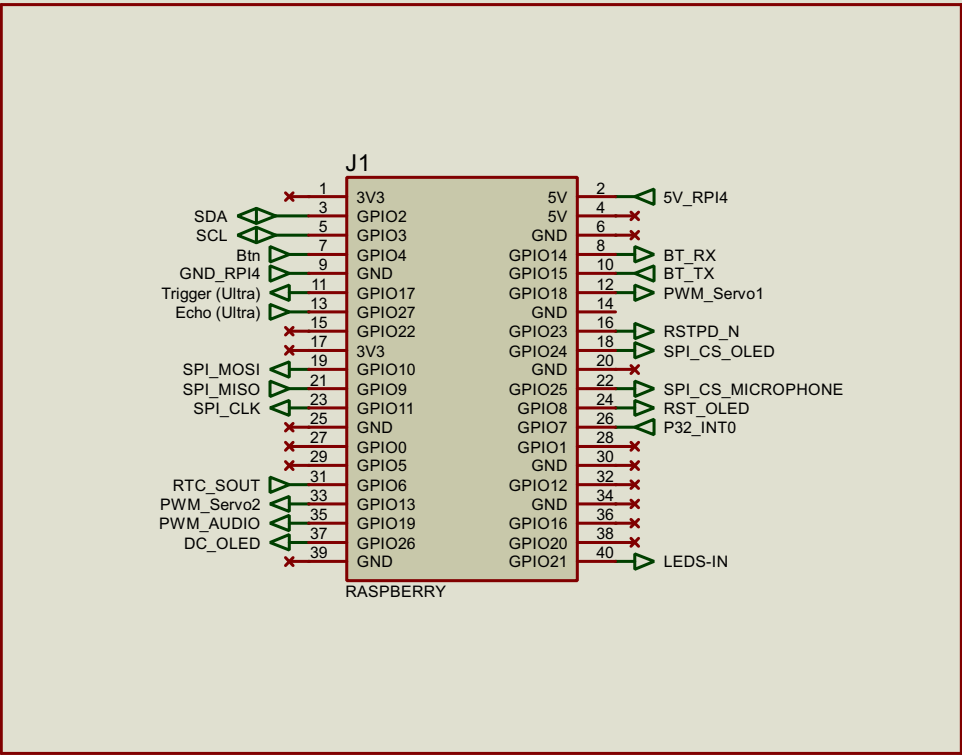 J1
1 3V3 5V 2 5V_RPI4
SDA 3 GPIO2 5V 4
SCL 5 GPIO3 GND 6
Btn 7 GPIO4 GPIO14 8 BT_RX
GND_RPI4 9 GND GPIO15 10 BT_TX
Trigger (Ultra) 11 GPIO17 GPIO18 12 PWM_Servo1
Echo (Ultra) 13 GPIO27 GND 14
15 GPIO22 GPIO23 16 RSTPD_N
17 3V3 GPIO24 18 SPI_CS_OLED
SPI_MOSI 19 GPIO10 GND 20
SPI_MISO 21 GPIO9 GPIO25 22 SPI_CS_MICROPHONE
SPI_CLK 23 GPIO11 GPIO8 24 RST_OLED
25 GND GPIO7 26 P32_INT0
27 GPIO0 GPIO1 28
29 GPIO5 GND 30
RTC_SOUT 31 GPIO6 GPIO12 32
PWM_Servo2 33 GPIO13 GND 34
PWM_AUDIO 35 GPIO19 GPIO16 36
DC_OLED 37 GPIO26 GPIO20 38
39 GND GPIO21 40 LEDS-IN
RASPBERRY